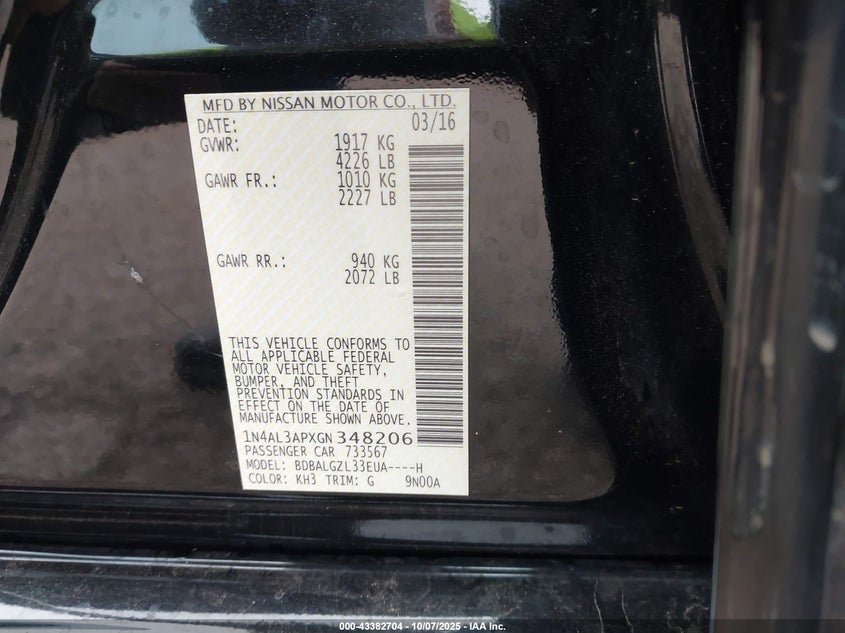 MFD BY NISSAN MOTOR CO., LTD.
DATE: 03/16
GVWR: 1917 KG
4226 LB
GAWR FR.: 1010 KG
2227 LB
GAWR RR.: 940 KG
2072 LB
THIS VEHICLE CONFORMS TO
ALL APPLICABLE FEDERAL
MOTOR VEHICLE SAFETY,
BUMPER, AND THEFT
PREVENTION STANDARDS IN
EFFECT ON THE DATE OF
MANUFACTURE SHOWN ABOVE.
1N4AL3APXGN348206
PASSENGER CAR 733567
MODEL: BDBALGZL33EUA----H
COLOR: KH3 TRIM: G 9N00A
000-43382704 - 10/07/2025 - IAA Inc.